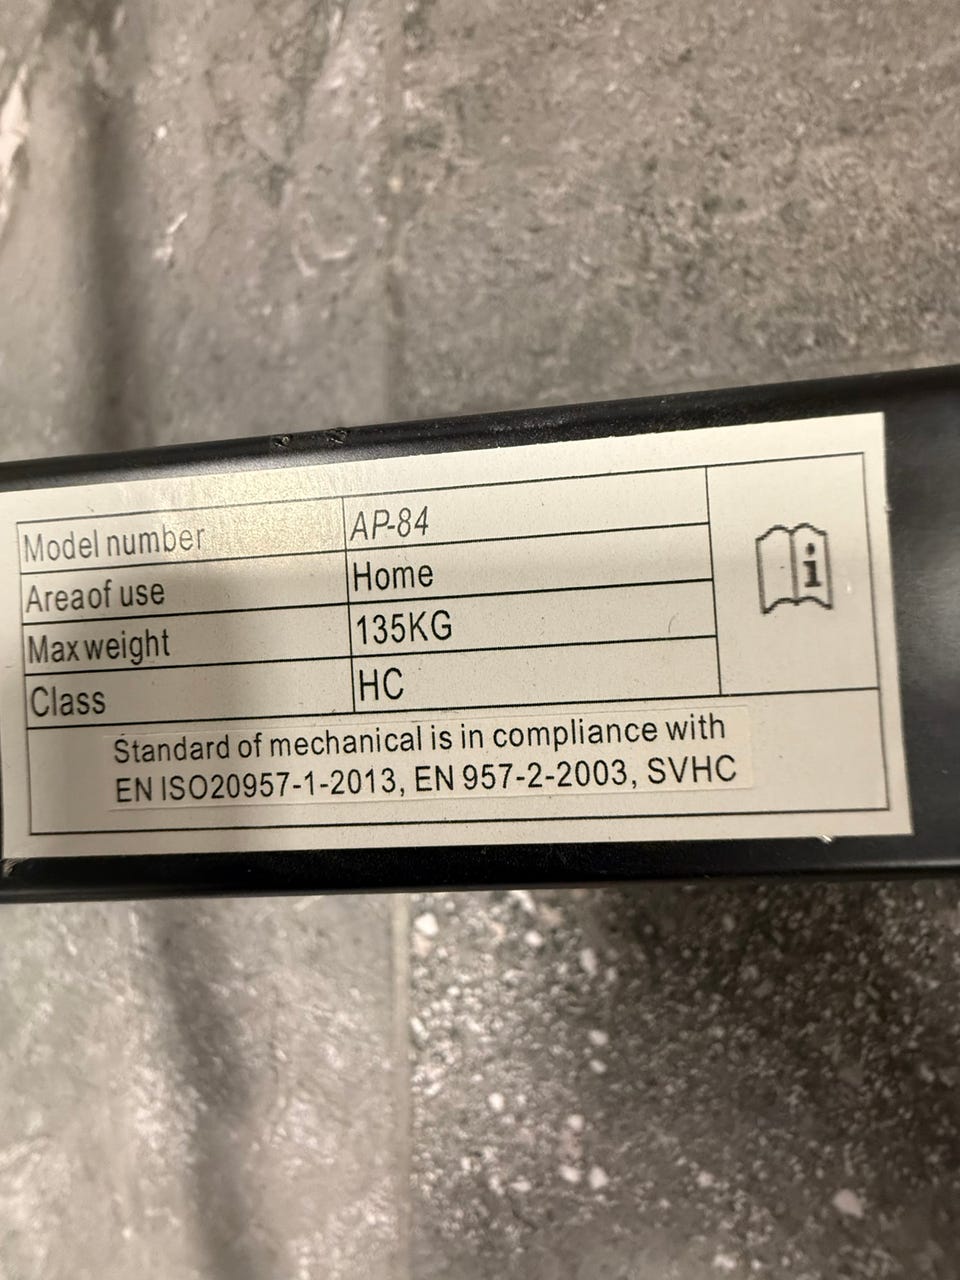 Model number AP-84
Areaof use Home
Max weight 135KG
Class HC
i
Standard of mechanical is in compliance with
EN ISO20957-1-2013, EN 957-2-2003, SVHC